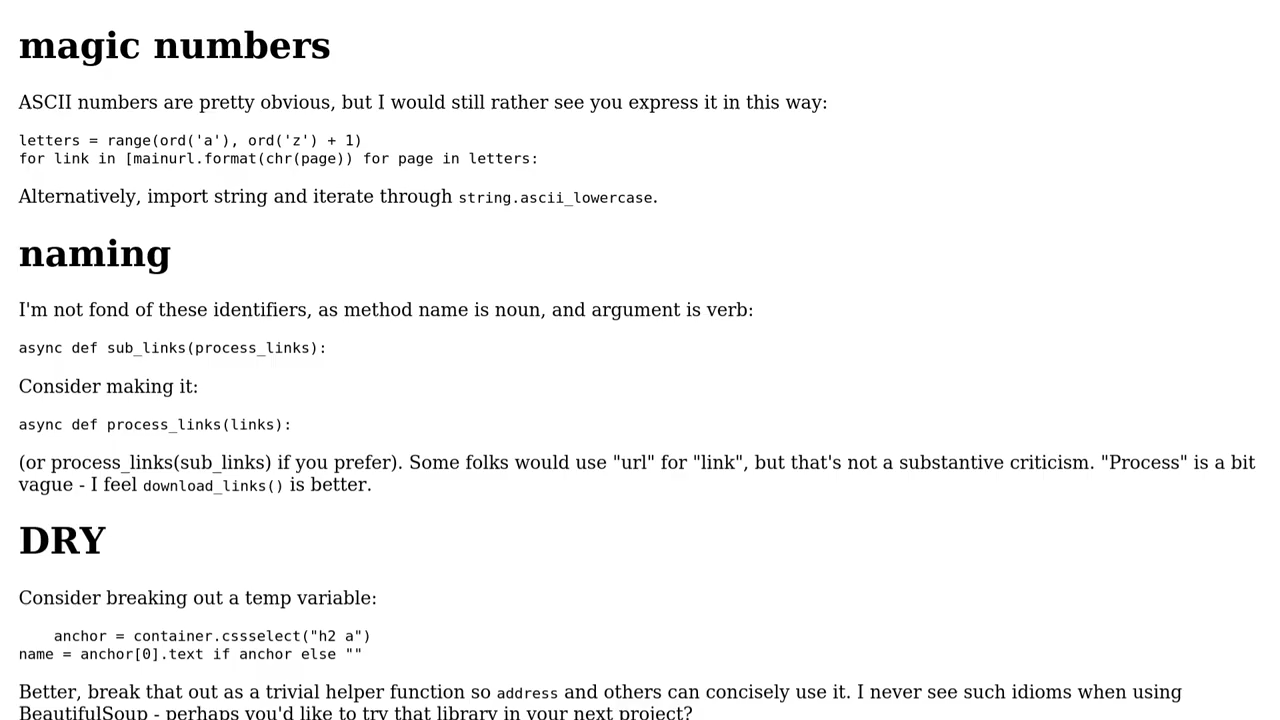 magic numbers
ASCII numbers are pretty obvious, but I would still rather see you express it in this way:
letters = range(ord('a'), ord('z') + 1)
for link in [mainurl.format(chr(page)) for page in letters:
Alternatively, import string and iterate through string.ascii_lowercase.
naming
I'm not fond of these identifiers, as method name is noun, and argument is verb:
async def sub_links(process_links):
Consider making it:
async def process_links(links):
(or process_links(sub_links) if you prefer). Some folks would use "url" for "link", but that's not a substantive criticism. "Process" is a bit
vague - I feel download_links() is better.
DRY
Consider breaking out a temp variable:
    anchor = container.cssselect("h2 a")
name = anchor[0].text if anchor else ""
Better, break that out as a trivial helper function so address and others can concisely use it. I never see such idioms when using
BeautifulSoup - perhaps you'd like to try that library in your next project?